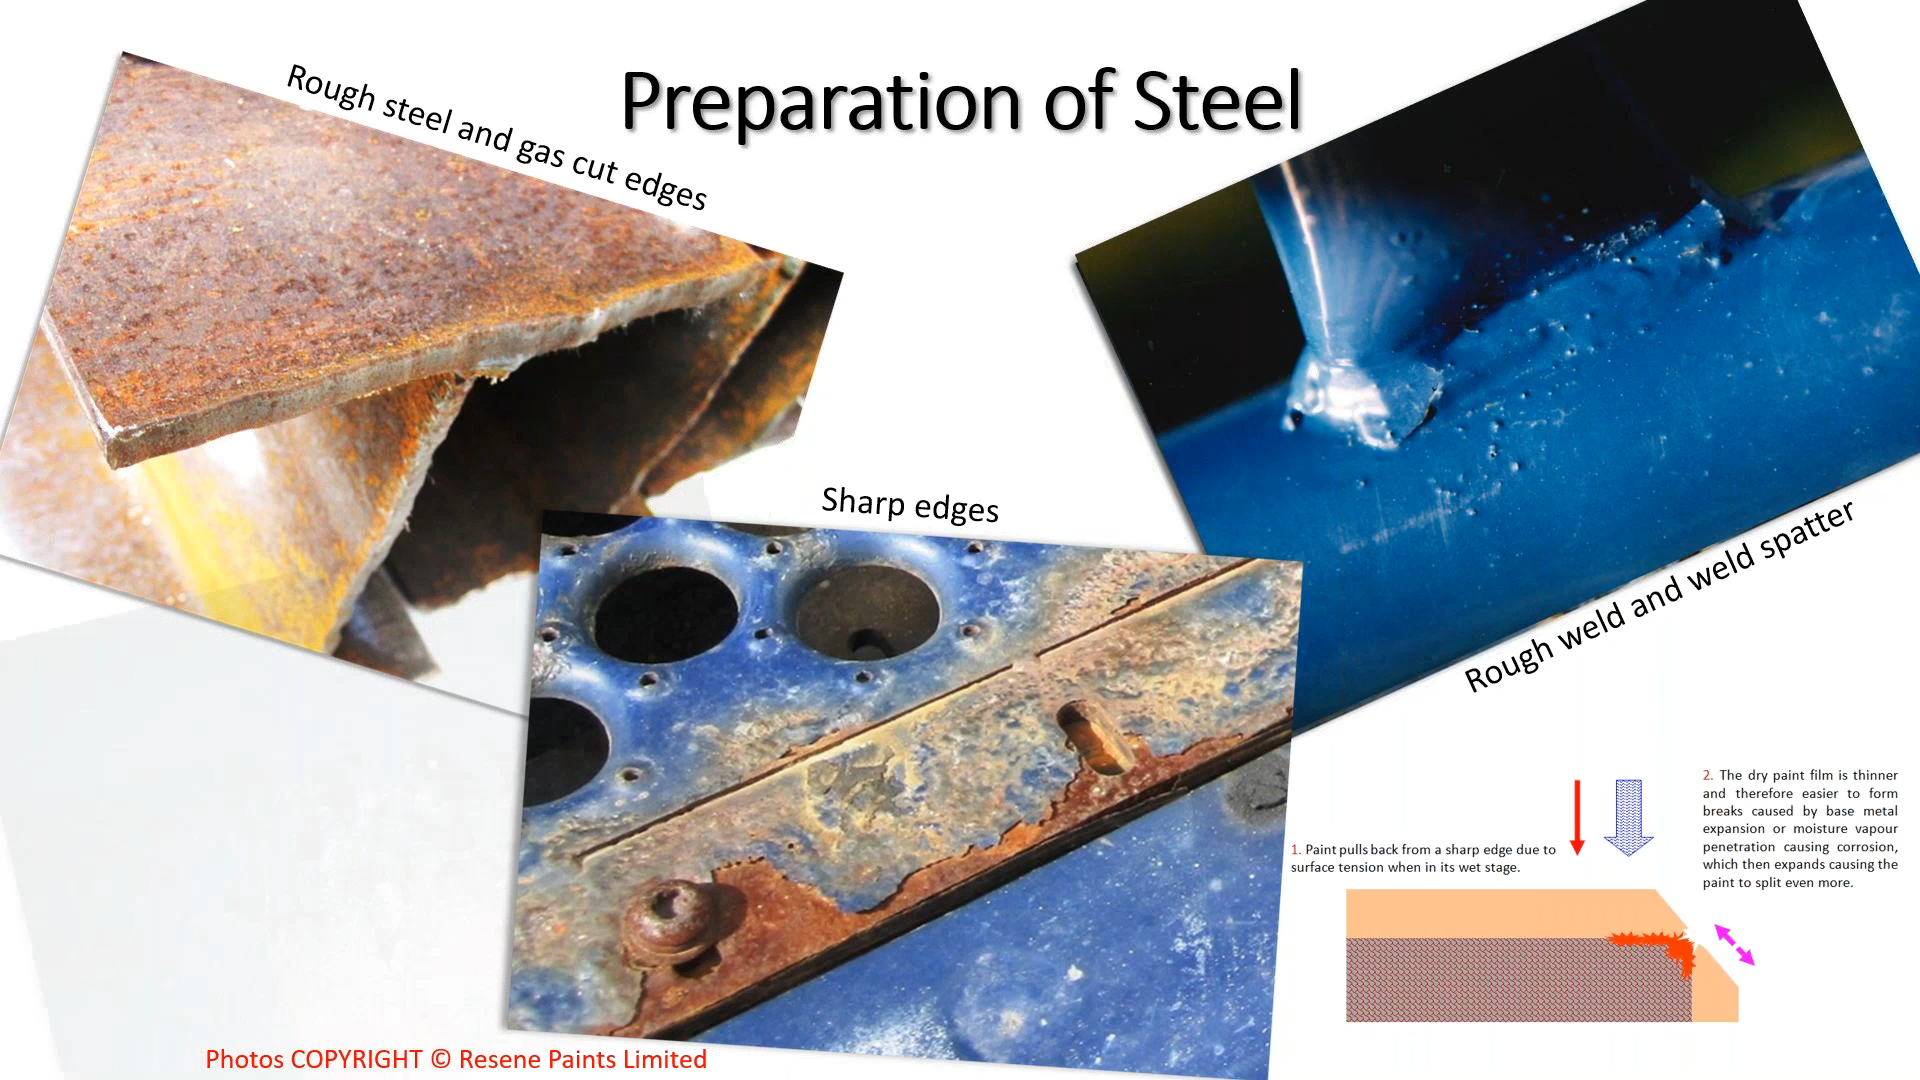 Preparation of Steel
Rough steel and gas cut edges
Sharp edges
Rough weld and weld spatter
1. Paint pulls back from a sharp edge due to
surface tension when in its wet stage.
2. The dry paint film is thinner
and therefore easier to form
breaks caused by base metal
expansion or moisture vapour
penetration causing corrosion,
which then expands causing the
paint to split even more.
Photos COPYRIGHT © Resene Paints Limited